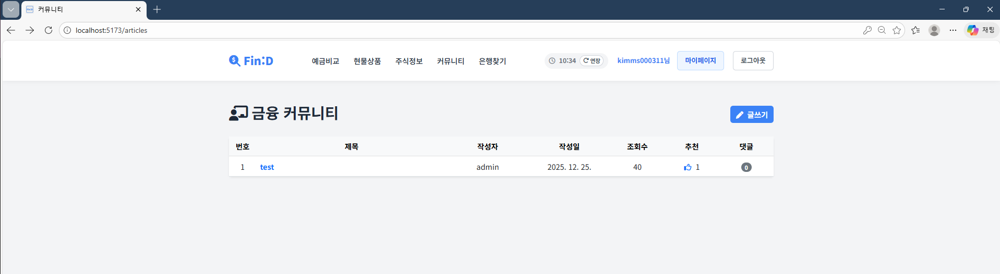 커뮤니티
localhost:5173/articles
채팅
Fin:D 예금비교 현물상품 주식정보 커뮤니티 은행찾기 10:34 연장 kimms000311님 마이페이지 로그아웃
금융 커뮤니티 글쓰기
번호 제목 작성자 작성일 조회수 추천 댓글
1 test admin 2025. 12. 25. 40 1 0